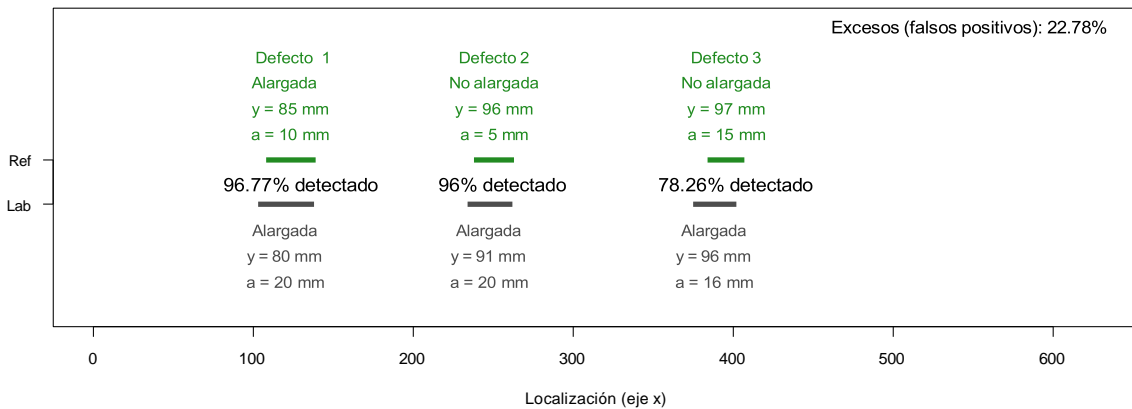 Excesos (falsos positivos): 22.78%
Defecto 1
Alargada
y = 85 mm
a = 10 mm
Defecto 2
No alargada
y = 96 mm
a = 5 mm
Defecto 3
No alargada
y = 97 mm
a = 15 mm
Ref
96.77% detectado
96% detectado
78.26% detectado
Lab
Alargada
y = 80 mm
a = 20 mm
Alargada
y = 91 mm
a = 20 mm
Alargada
y = 96 mm
a = 16 mm
0 100 200 300 400 500 600
Localización (eje x)